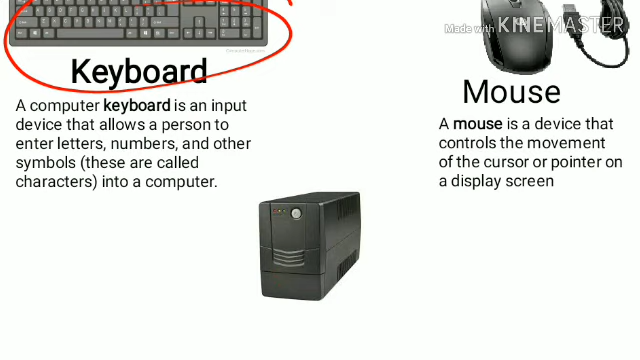 Made with KINEMASTER
Keyboard
A computer keyboard is an input
device that allows a person to
enter letters, numbers, and other
symbols (these are called
characters) into a computer.
Mouse
A mouse is a device that
controls the movement
of the cursor or pointer on
a display screen